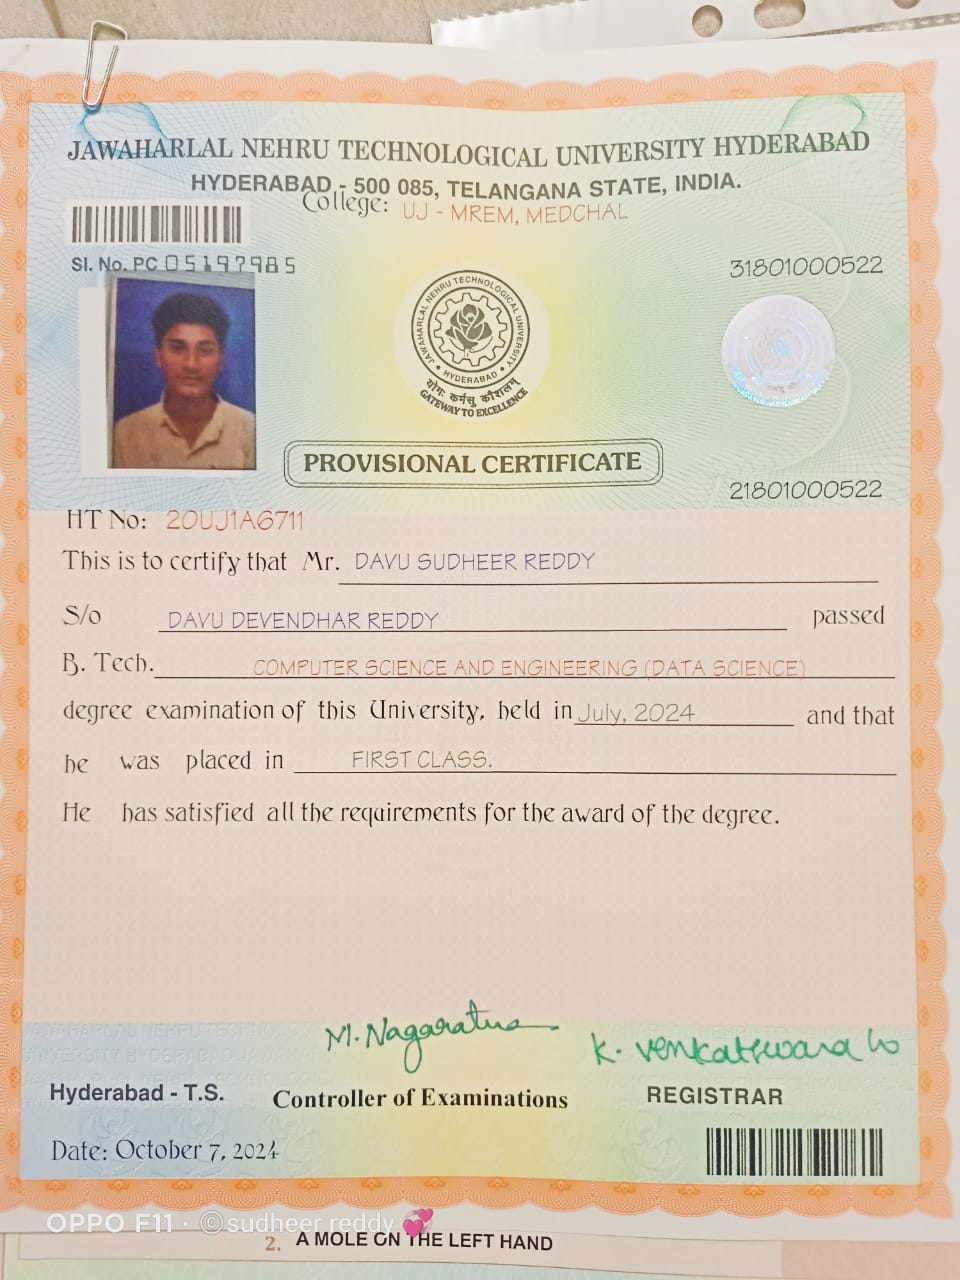 JAWAHARLAL NEHRU TECHNOLOGICAL UNIVERSITY HYDERABAD
HYDERABAD - 500 085, TELANGANA STATE, INDIA.
College: UJ - MREM, MEDCHAL
Sl. No. PC 05197985
31801000522
JAWAHARLAL NEHRU TECHNOLOGICAL UNIVERSITY
HYDERABAD
योगः कर्मसु कौशलम्
GATEWAY TO EXCELLENCE
PROVISIONAL CERTIFICATE
21801000522
HT No: 20UJ1A6711
This is to certify that Mr. DAVU SUDHEER REDDY
S/o DAVU DEVENDHAR REDDY passed
B. Tech. COMPUTER SCIENCE AND ENGINEERING (DATA SCIENCE)
degree examination of this University, held in July, 2024 and that
he was placed in FIRST CLASS.
He has satisfied all the requirements for the award of the degree.
M. Nagaratna
K. Venkateswara
Hyderabad - T.S.
Controller of Examinations
REGISTRAR
Date: October 7, 2024
OPPO F11 · ©sudheer reddy 💞
2. A MOLE ON THE LEFT HAND